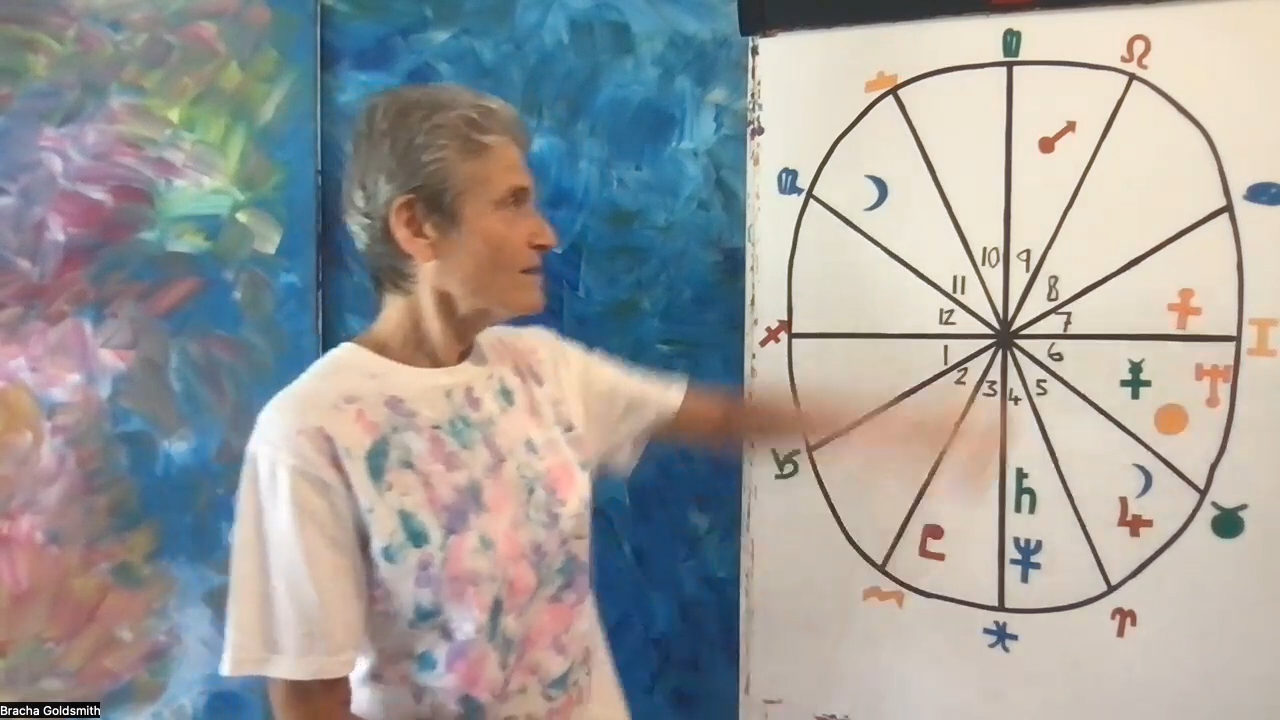 ♍ ♌
♎
♂
♏ ☽ ♋
10 9
11 8
12 7 ♀
♐ ♊
1 6
2 3 4 5 ☿ ♅
☉
♑ ♄ ☽
♃ ♉
♇ ♆
♒ ♈
♓
Bracha Goldsmith